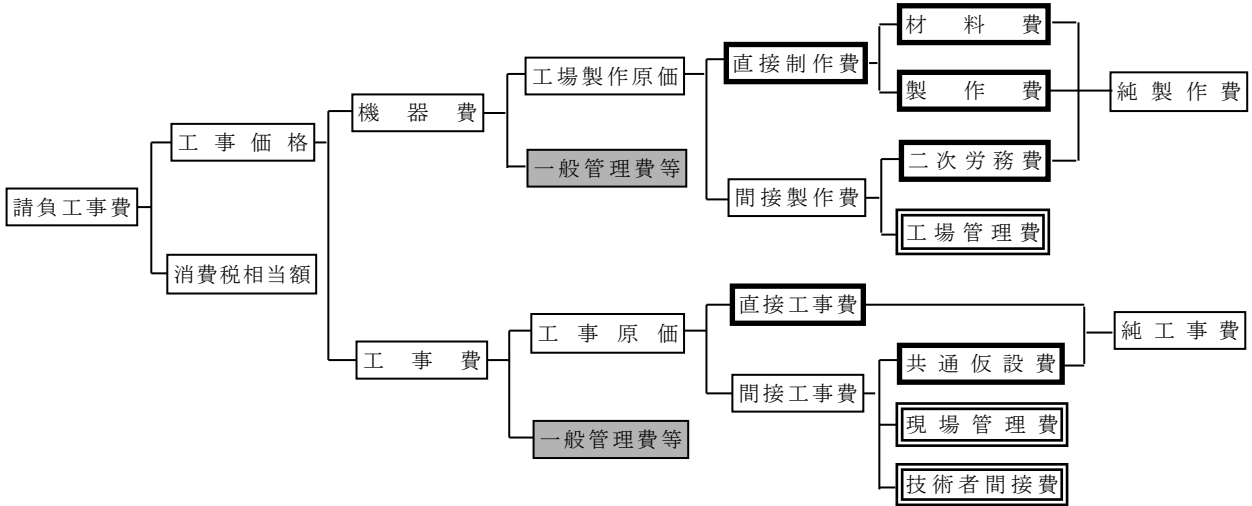 請負工事費
工事価格
消費税相当額
機器費
工事費
工場製作原価
一般管理費等
工事原価
一般管理費等
直接制作費
間接製作費
直接工事費
間接工事費
材料費
製作費
二次労務費
工場管理費
共通仮設費
現場管理費
技術者間接費
純製作費
純工事費